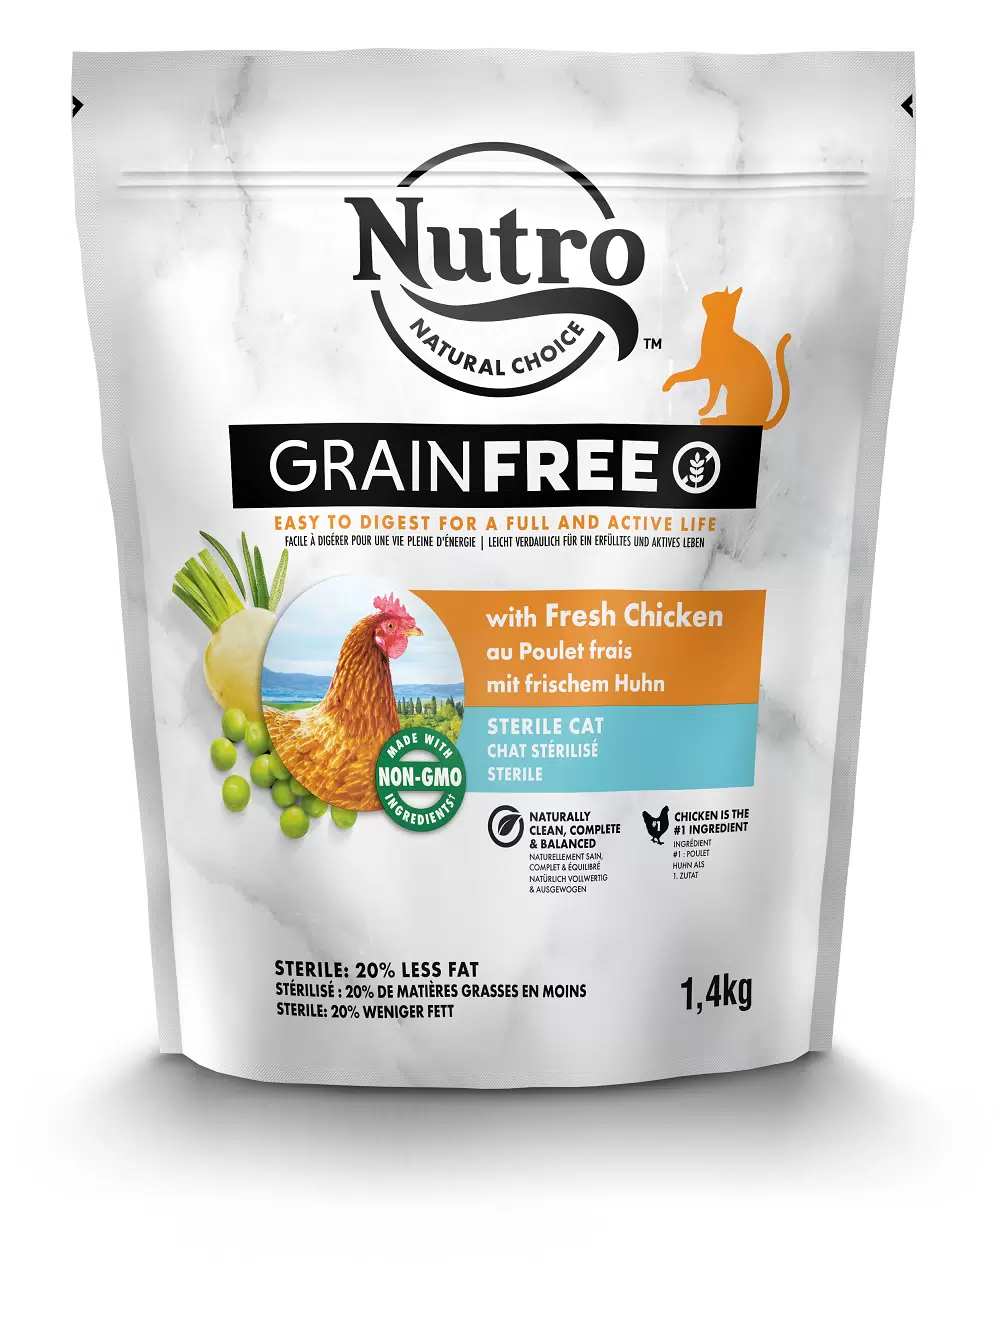 Nutro
NATURAL CHOICE
TM
GRAIN FREE
EASY TO DIGEST FOR A FULL AND ACTIVE LIFE
FACILE À DIGÉRER POUR UNE VIE PLEINE D'ÉNERGIE | LEICHT VERDAULICH FÜR EIN ERFÜLLTES UND AKTIVES LEBEN
with Fresh Chicken
au Poulet frais
mit frischem Huhn
STERILE CAT
CHAT STÉRILISÉ
STERILE
MADE WITH
NON-GMO
INGREDIENTS†
NATURALLY
CLEAN, COMPLETE
& BALANCED
NATURELLEMENT SAIN,
COMPLET & ÉQUILIBRÉ
NATÜRLICH VOLLWERTIG
& AUSGEWOGEN
#1
CHICKEN IS THE
#1 INGREDIENT
INGRÉDIENT
#1 : POULET
HUHN ALS
1. ZUTAT
STERILE: 20% LESS FAT
STÉRILISÉ : 20% DE MATIÈRES GRASSES EN MOINS
STERILE: 20% WENIGER FETT
1,4kg